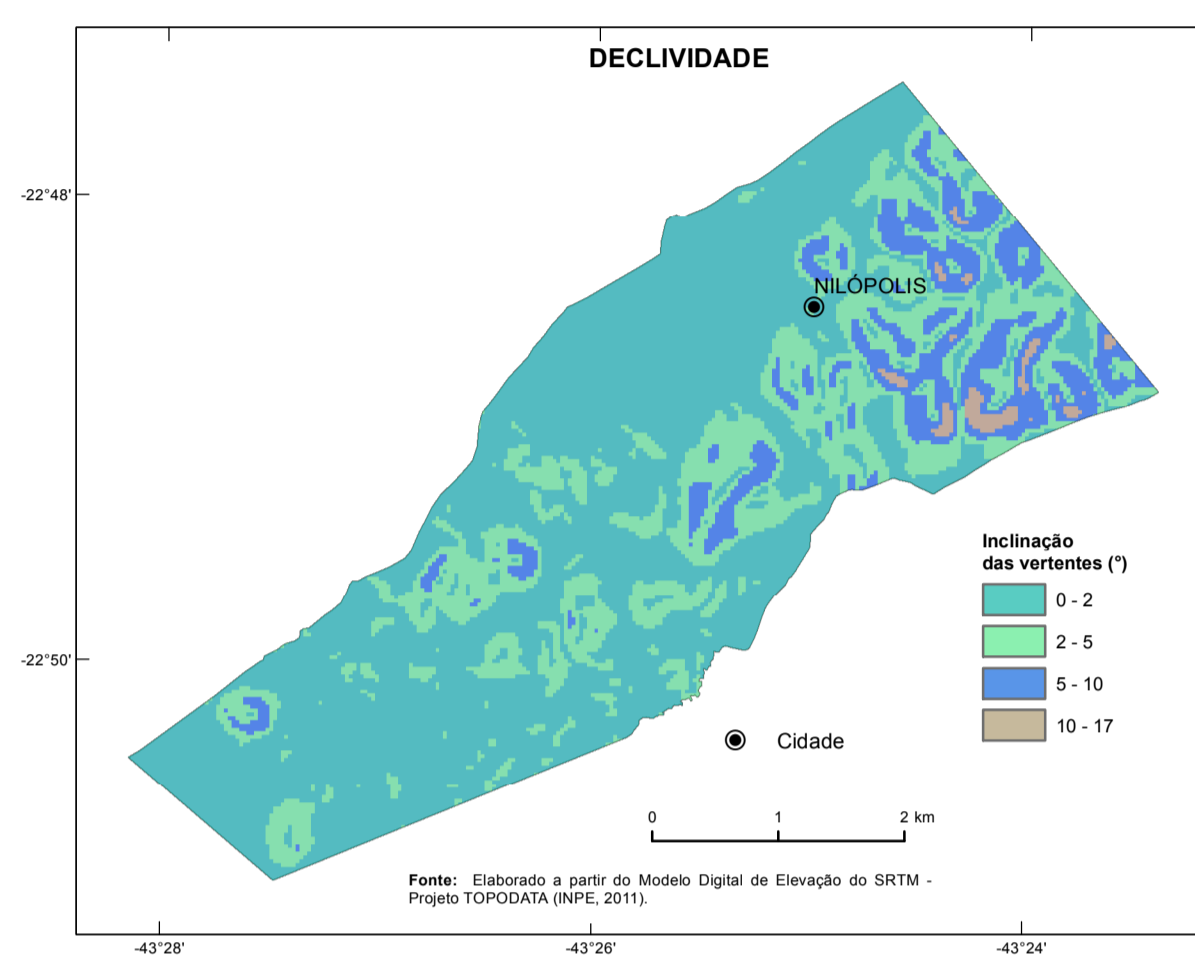 DECLIVIDADE
-22°48'
NILÓPOLIS
Inclinação
das vertentes (°)
0 - 2
2 - 5
-22°50'
5 - 10
10 - 17
Cidade
0 1 2 km
Fonte: Elaborado a partir do Modelo Digital de Elevação do SRTM -
Projeto TOPODATA (INPE, 2011).
-43°28' -43°26' -43°24'